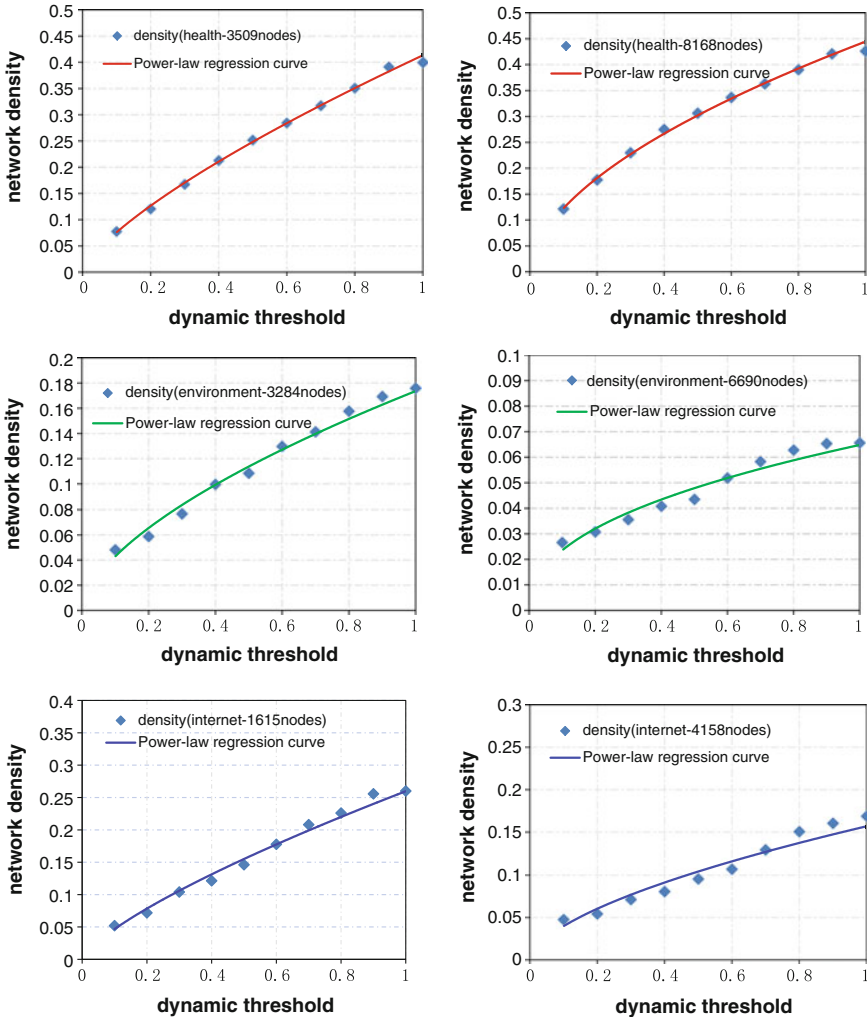 density(health-3509nodes)
Power-law regression curve
network density
0.5
0.45
0.4
0.35
0.3
0.25
0.2
0.15
0.1
0.05
0
0 0.2 0.4 0.6 0.8 1
dynamic threshold
density(health-8168nodes)
Power-law regression curve
network density
0.5
0.45
0.4
0.35
0.3
0.25
0.2
0.15
0.1
0.05
0
0 0.2 0.4 0.6 0.8 1
dynamic threshold
density(environment-3284nodes)
Power-law regression curve
network density
0.2
0.18
0.16
0.14
0.12
0.1
0.08
0.06
0.04
0.02
0
0 0.2 0.4 0.6 0.8 1
dynamic threshold
density(environment-6690nodes)
Power-law regression curve
network density
0.1
0.09
0.08
0.07
0.06
0.05
0.04
0.03
0.02
0.01
0
0 0.2 0.4 0.6 0.8 1
dynamic threshold
density(internet-1615nodes)
Power-law regression curve
network density
0.4
0.35
0.3
0.25
0.2
0.15
0.1
0.05
0
0 0.2 0.4 0.6 0.8 1
dynamic threshold
density(internet-4158nodes)
Power-law regression curve
network density
0.3
0.25
0.2
0.15
0.1
0.05
0
0 0.2 0.4 0.6 0.8 1
dynamic threshold